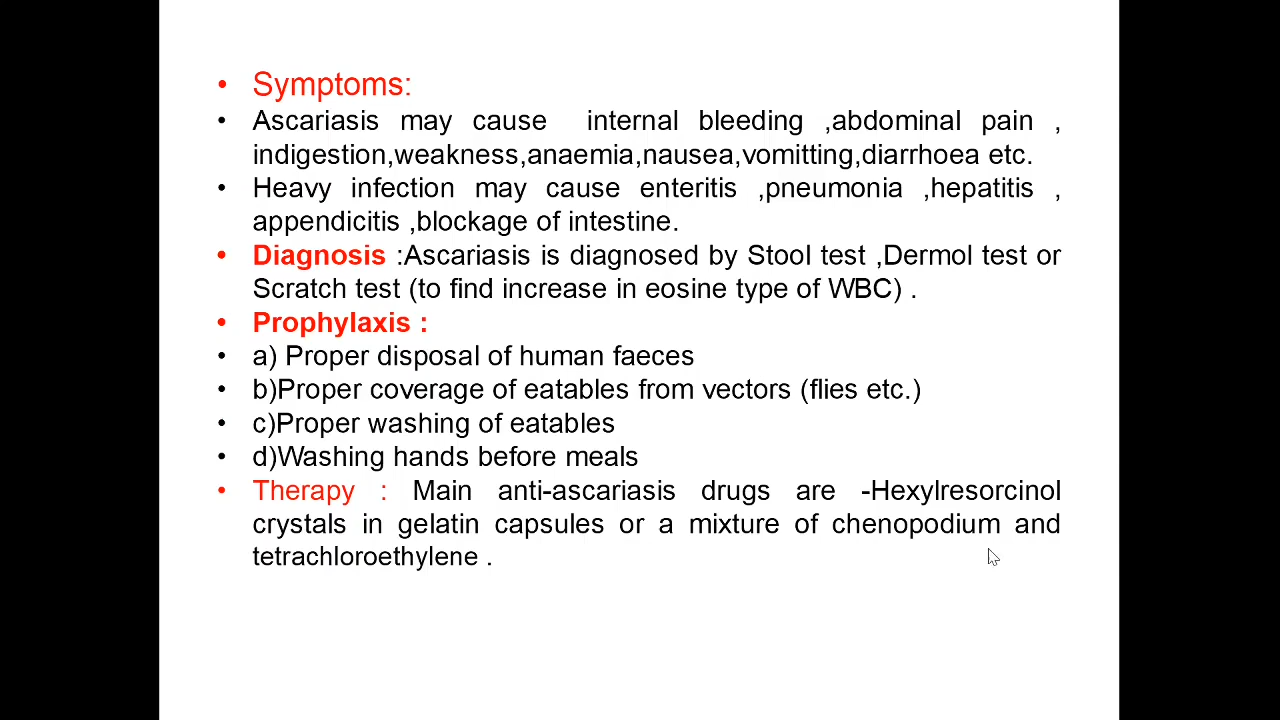 • Symptoms:
• Ascariasis may cause internal bleeding ,abdominal pain ,
indigestion,weakness,anaemia,nausea,vomitting,diarrhoea etc.
• Heavy infection may cause enteritis ,pneumonia ,hepatitis ,
appendicitis ,blockage of intestine.
• Diagnosis :Ascariasis is diagnosed by Stool test ,Dermol test or
Scratch test (to find increase in eosine type of WBC) .
• Prophylaxis :
• a) Proper disposal of human faeces
• b)Proper coverage of eatables from vectors (flies etc.)
• c)Proper washing of eatables
• d)Washing hands before meals
• Therapy : Main anti-ascariasis drugs are -Hexylresorcinol
crystals in gelatin capsules or a mixture of chenopodium and
tetrachloroethylene .